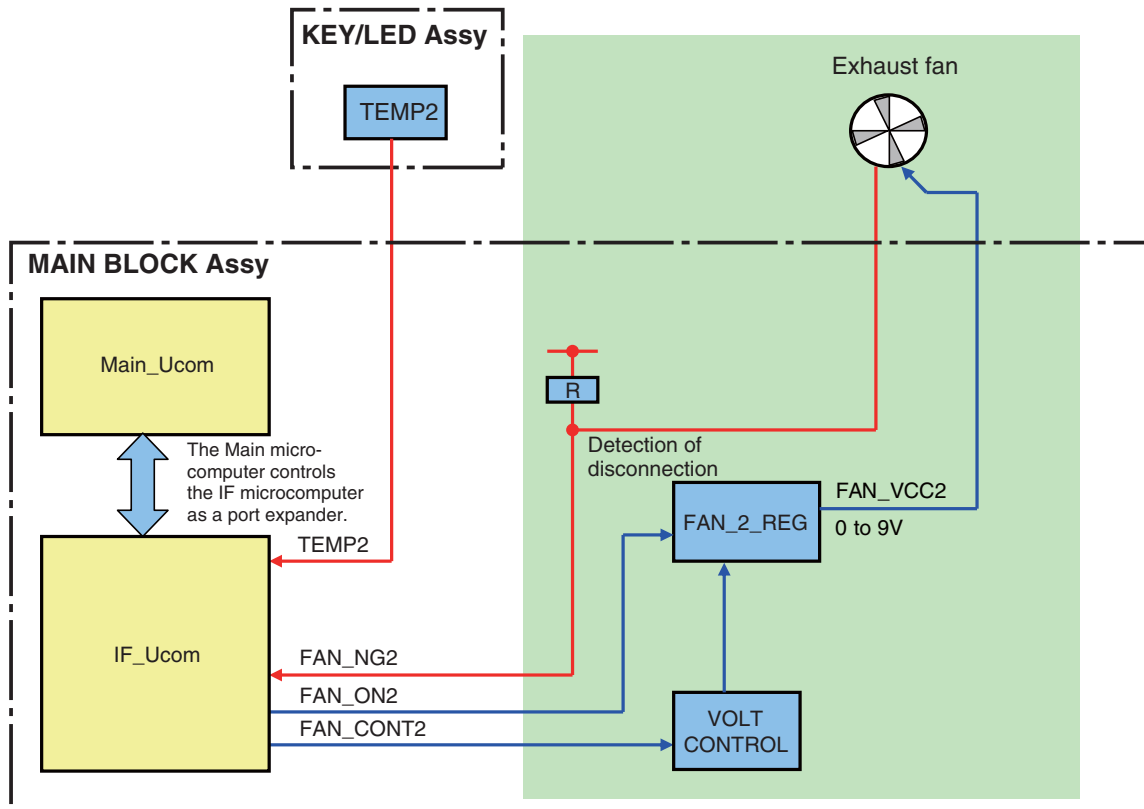 KEY/LED Assy
TEMP2
Exhaust fan
MAIN BLOCK Assy
Main_Ucom
The Main micro-
computer controls
the IF microcomputer
as a port expander.
R
Detection of
disconnection
FAN_2_REG
FAN_VCC2
0 to 9V
TEMP2
IF_Ucom
FAN_NG2
FAN_ON2
FAN_CONT2
VOLT
CONTROL